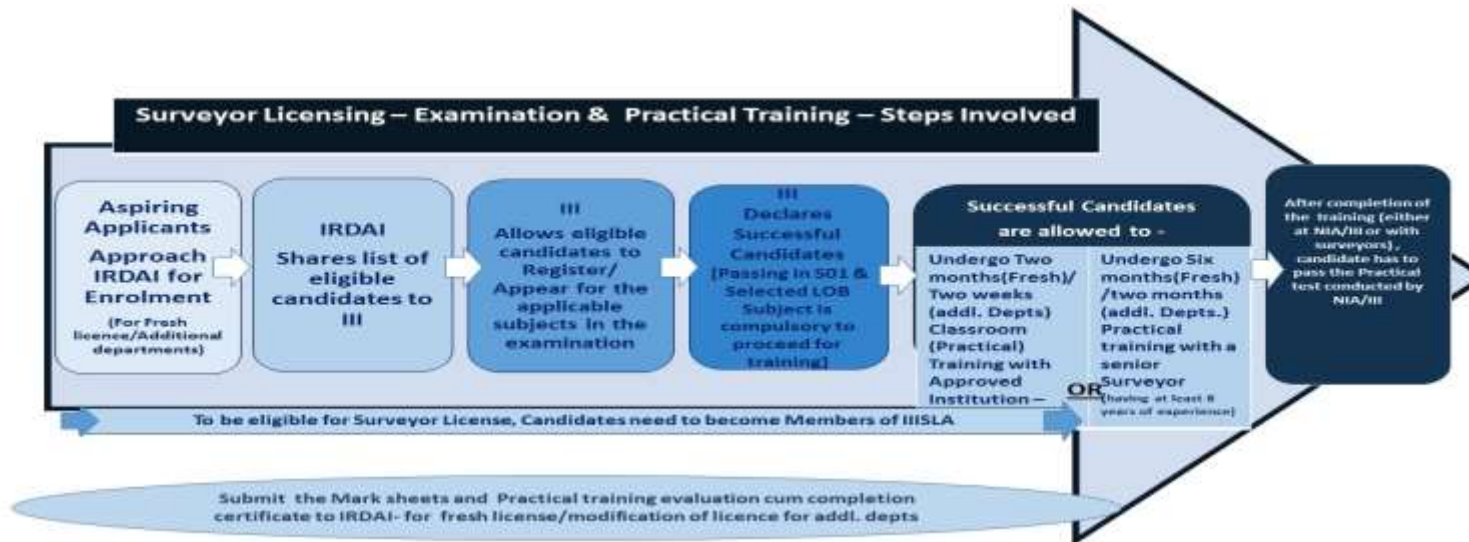 Surveyor Licensing – Examination & Practical Training – Steps Involved
Aspiring
Applicants
Approach
IRDAI for
Enrolment
(For Fresh
licence/Additional
departments)
IRDAI
Shares list of
eligible
candidates to
III
III
Allows eligible
candidates to
Register/
Appear for the
applicable
subjects in the
examination
III
Declares
Successful
Candidates
(Passing in S01 &
Selected LOB
Subject is
compulsory to
proceed for
training)
Successful Candidates
are allowed to -
Undergo Two
months(Fresh)/
Two weeks
(addl. Depts)
Classroom
(Practical)
Training with
Approved
Institution –
OR
Undergo Six
months(Fresh)
/two months
(addl. Depts.)
Practical
training with a
senior
Surveyor
(having at least
years of experience)
After completion of
the training (either
at NIA/III or with
surveyors) ,
candidate has to
pass the Practical
test conducted by
NIA/III
To be eligible for Surveyor License, Candidates need to become Members of IIISLA
Submit the Mark sheets and Practical training evaluation cum completion
certificate to IRDAI- for fresh license/modification of licence for addl. depts